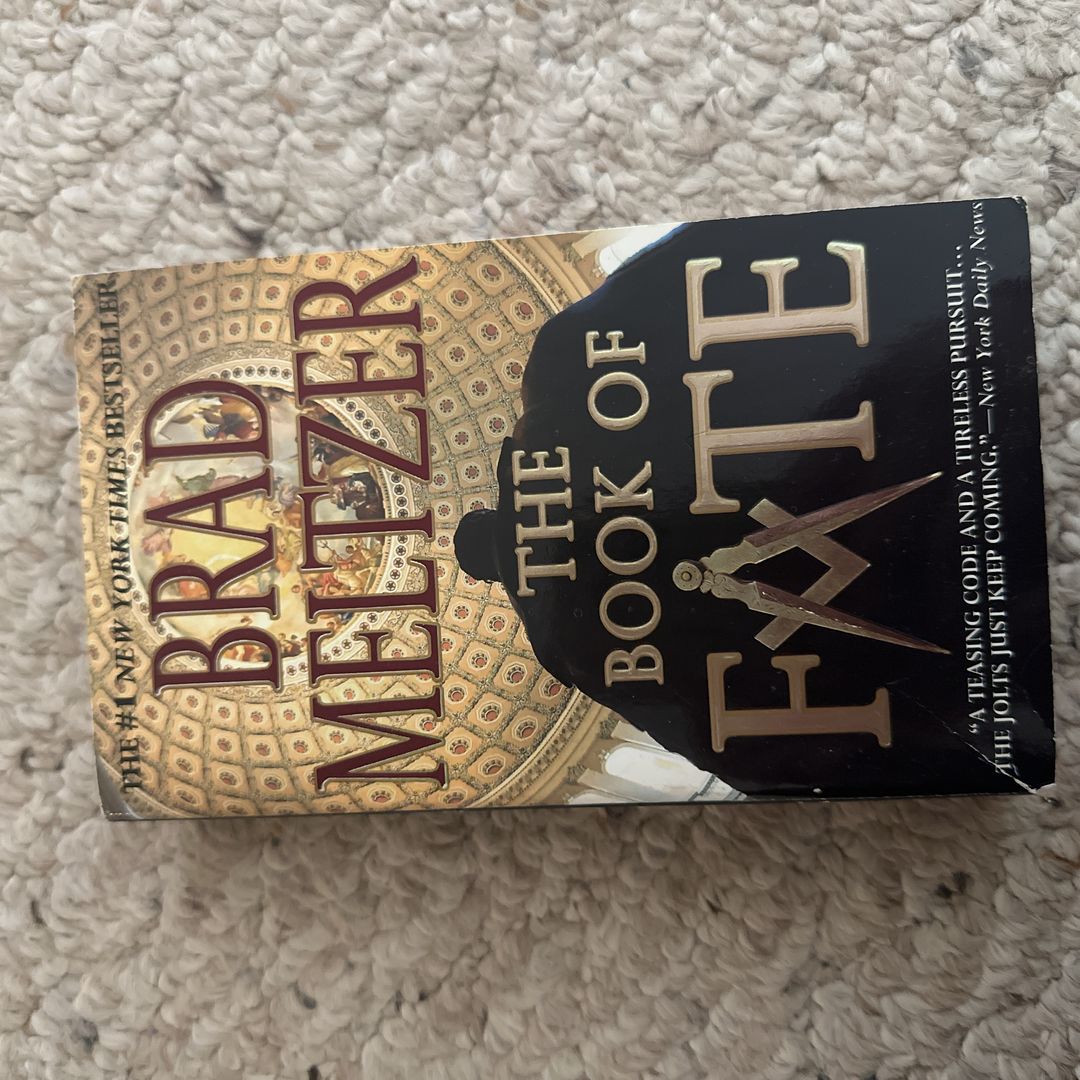 THE #1 NEW YORK TIMES BESTSELLER
BRAD
MELTZER
THE
BOOK OF
FATE
“A TEASING CODE AND A TIRELESS PURSUIT...
THE JOLTS JUST KEEP COMING.”—New York Daily News